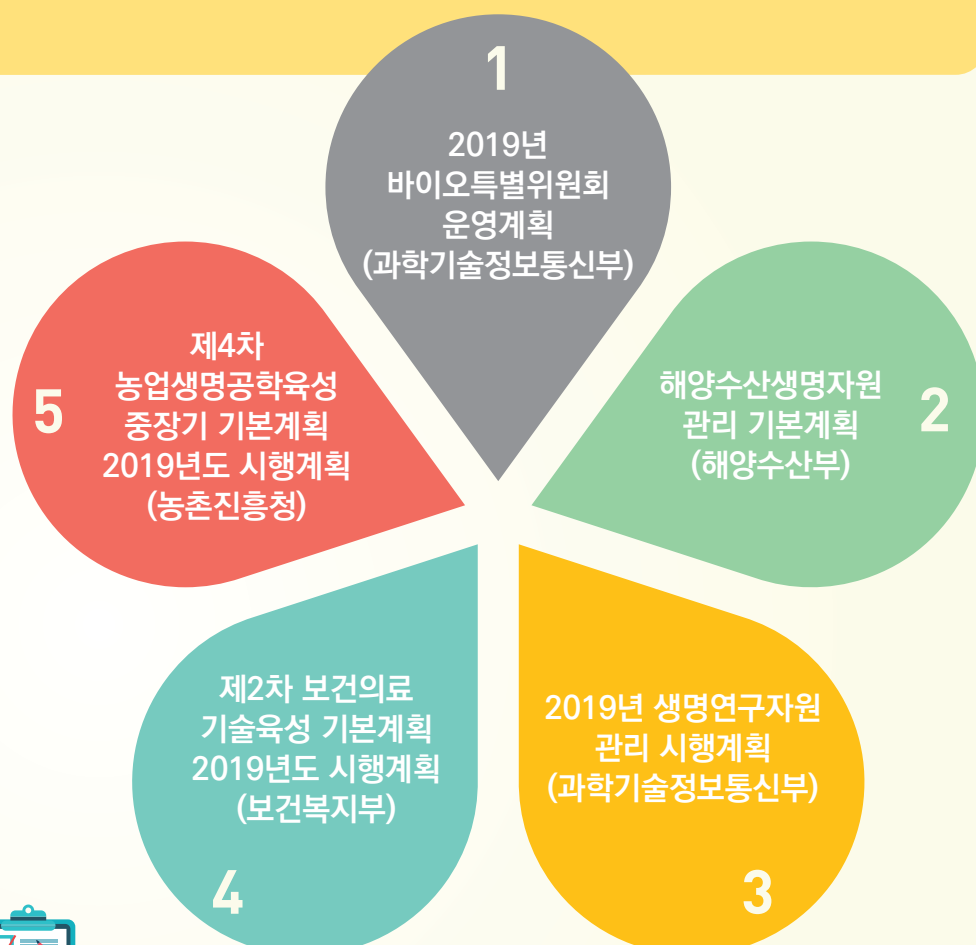 1
2019년
바이오특별위원회
운영계획
(과학기술정보통신부)
해양수산생명자원
관리 기본계획
(해양수산부)
2
2019년 생명연구자원
관리 시행계획
(과학기술정보통신부)
3
제2차 보건의료
기술육성 기본계획
2019년도 시행계획
(보건복지부)
4
제4차
농업생명공학육성
중장기 기본계획
2019년도 시행계획
(농촌진흥청)
5